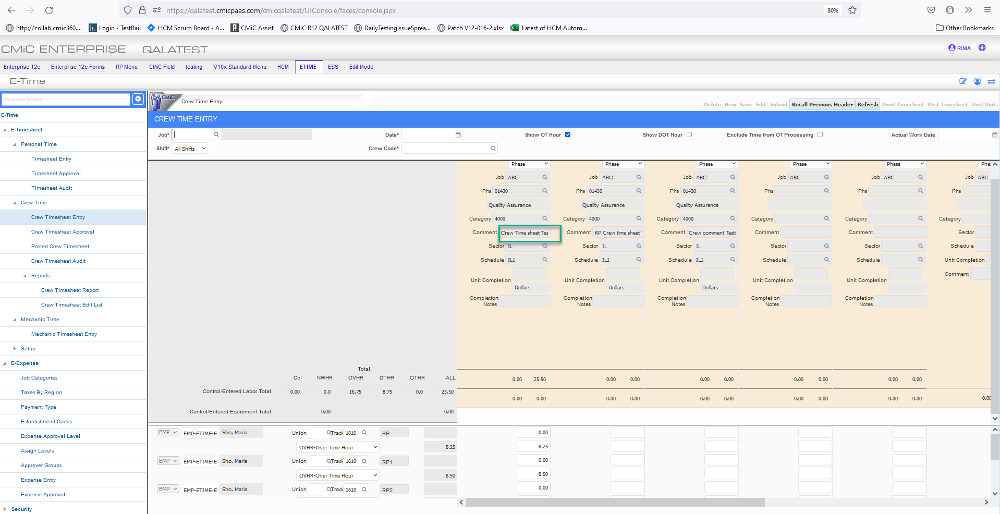 https://qalatest.cmicpaas.com/cmicqalatest/UIConsole/faces/console.jspx 80%
http://collab.cmic360.... Login - TestRail HCM Scrum Board - A... CMiC Assist CMiC R12 QALATEST DailyTestingIssueSprea... Patch V12-016-2.xlsx Latest of HCM Autom... Other Bookmarks
CMiC ENTERPRISE QALATEST RIMA
Enterprise 12c Enterprise 12c Forms RP Menu CMiC Field testing V10x Standard Menu HCM ETIME ESS Edit Mode
E-Time
Program Search...
E-Time
E-Timesheet
Personal Time
Timesheet Entry
Timesheet Approval
Timesheet Audit
Crew Time
Crew Timesheet Entry
Crew Timesheet Approval
Posted Crew Timesheet
Crew Timesheet Audit
Reports
Crew Timesheet Report
Crew Timesheet Edit List
Mechanic Time
Mechanic Timesheet Entry
Setup
E-Expense
Job Categories
Taxes By Region
Payment Type
Establishment Codes
Expense Approval Level
Assign Levels
Approver Groups
Expense Entry
Expense Approval
Security
CMiC Crew Time Entry
Delete New Save Edit Submit Recall Previous Header Refresh Print Timesheet Post Timesheet Post Units
CREW TIME ENTRY
Job* Date* Show OT Hour Show DOT Hour Exclude Time from OT Processing Actual Work Date
Shift* All Shifts Crew Code*
Phase Phase Phase Phase Phase Phas
Job ABC Job ABC Job ABC Job ABC Job ABC Job ABC
Phs 01430 Phs 01430 Phs 01430 Phs Phs Phs
Quality Assurance Quality Assurance Quality Assurance
Category 4000 Category 4000 Category 4000 Category Category Category
Comment Crew Time sheet Tes Comment RP Crew time sheet Comment Crew comment Testi Comment Comment Sector
Sector IL Sector IL Sector IL Sector Sector Schedule
Schedule IL1 Schedule IL1 Schedule IL1 Schedule Schedule Unit Completion
Unit Completion Unit Completion Unit Completion Unit Completion Unit Completion Comment
Dollars Dollars Dollars
Completion Notes Completion Notes Completion Notes Completion Notes Completion Notes
Total
Ctrl NWHR OVHR DTHR OTHR ALL 0.00 25.50 0.00 0.00 0.00 0.00 0.00 0.00 0.00 0.00
Control/Entered Labor Total 0.00 0.0 16.75 8.75 0.0 25.50
0.00 0.00 0.00 0.00 0.00 0.00 0.00 0.00 0.00 0.00 0.00
Control/Entered Equipment Total 0.00 0.00
EMP EMP-ETIME-E Sho, Maria Union Trade 1610 RP 0.00
OVHR-Over Time Hour 8.25 8.25
EMP EMP-ETIME-E Sho, Maria Union Trade 1610 RP1 0.00
OVHR-Over Time Hour 8.50 8.50
EMP EMP-ETIME-E Sho, Maria Union Trade 1610 RP2 0.00